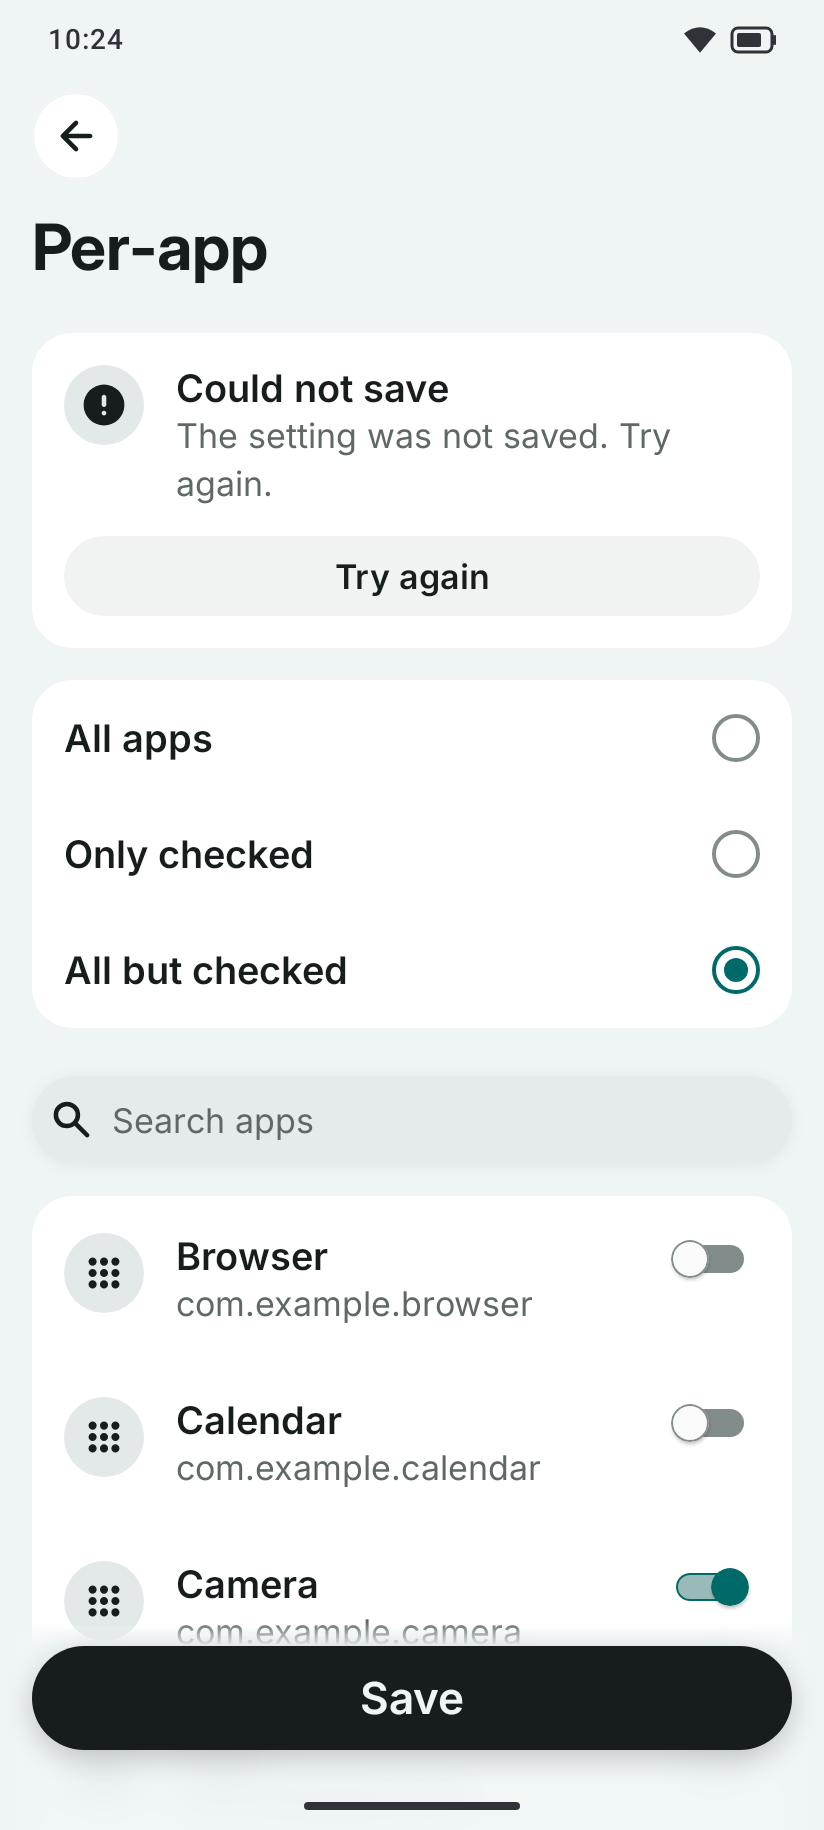 10:24
Per-app
Could not save
The setting was not saved. Try
again.
Try again
All apps
Only checked
All but checked
Search apps
Browser
com.example.browser
Calendar
com.example.calendar
Camera
com.example.camera
Save